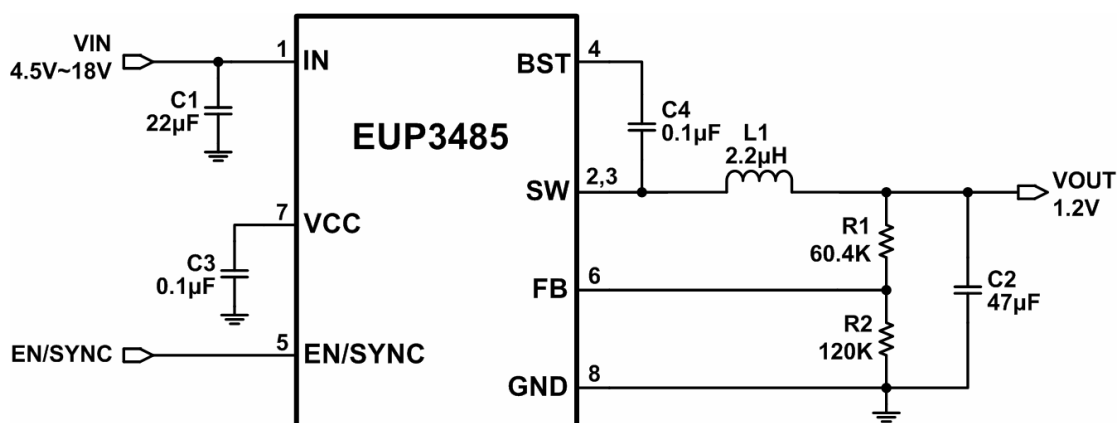 VIN
4.5V~18V
1
IN
C1
22µF
EUP3485
BST
4
C4
0.1µF
L1
2.2µH
SW
2,3
VOUT
1.2V
7
VCC
C3
0.1µF
R1
60.4K
FB
6
C2
47µF
R2
120K
EN/SYNC
5
EN/SYNC
GND
8